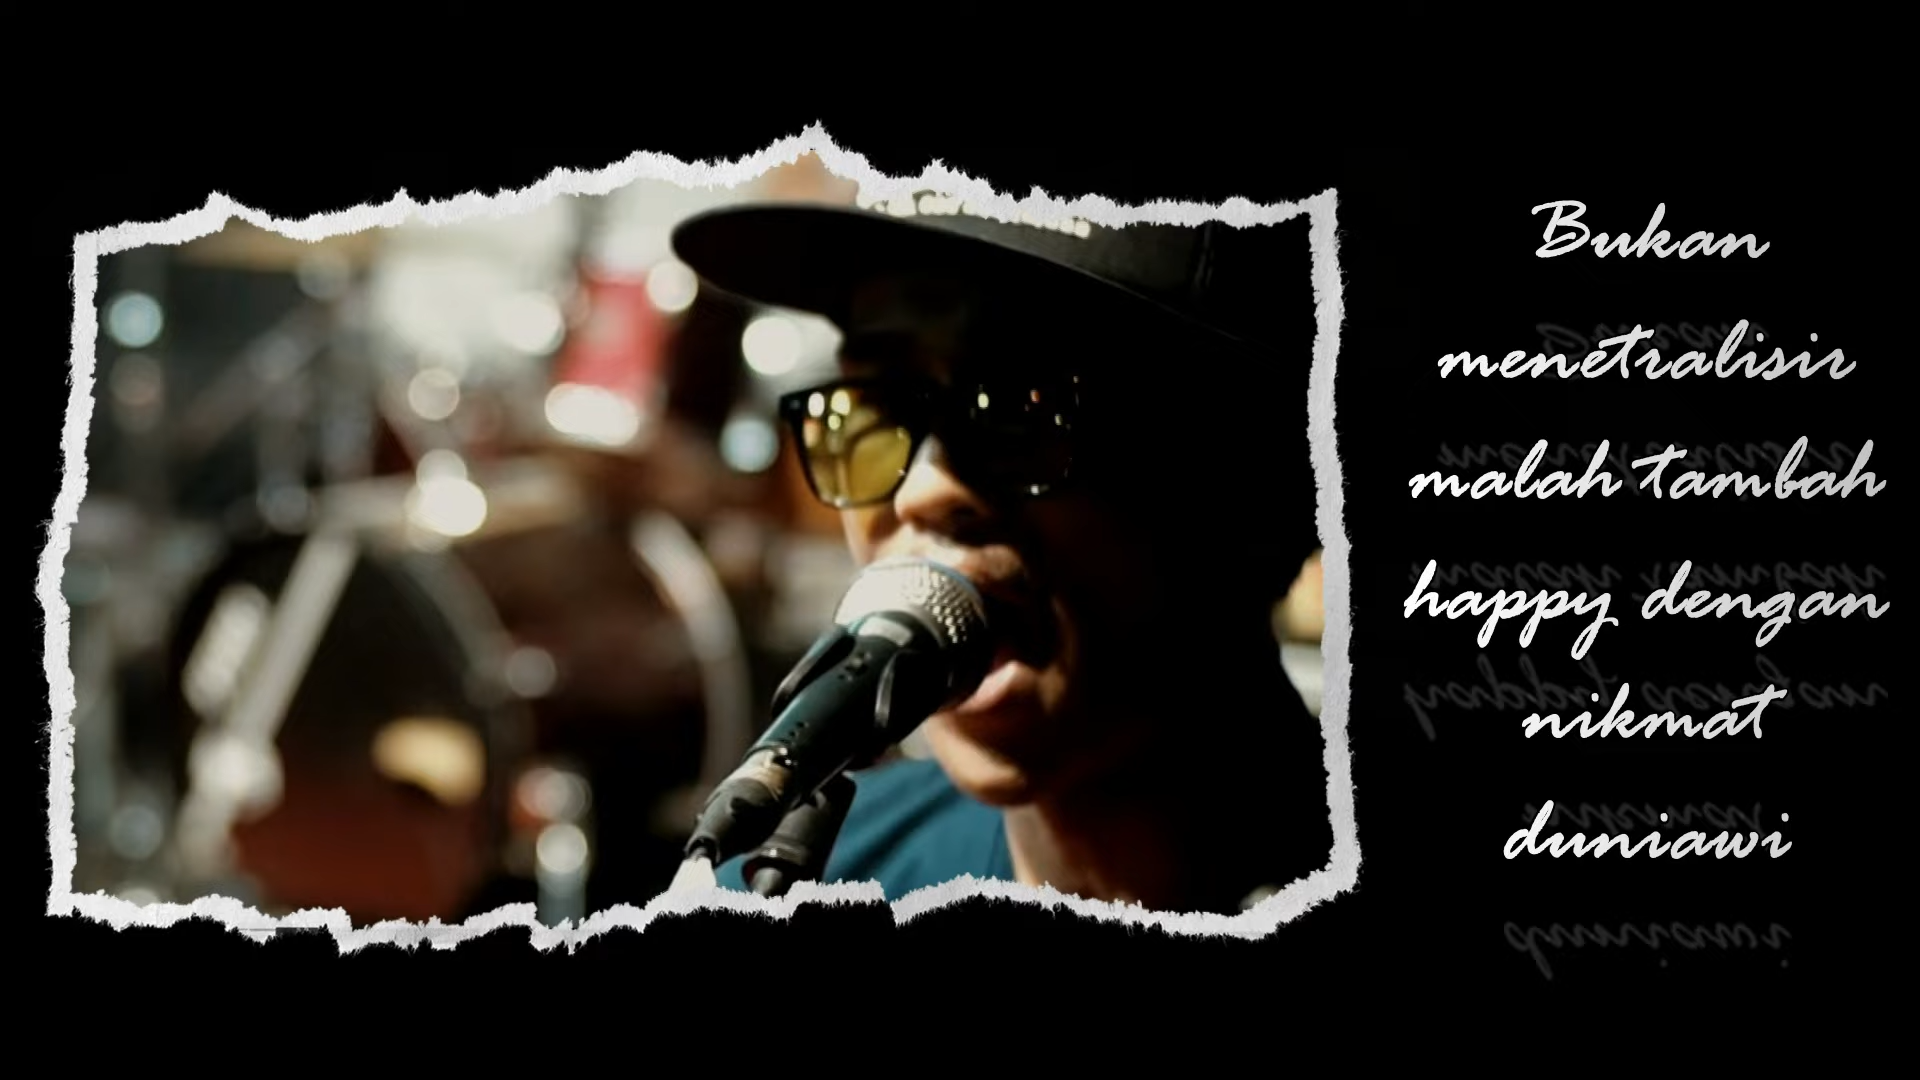 Bukan
menetralisir
malah tambah
happy dengan
nikmat
duniawi